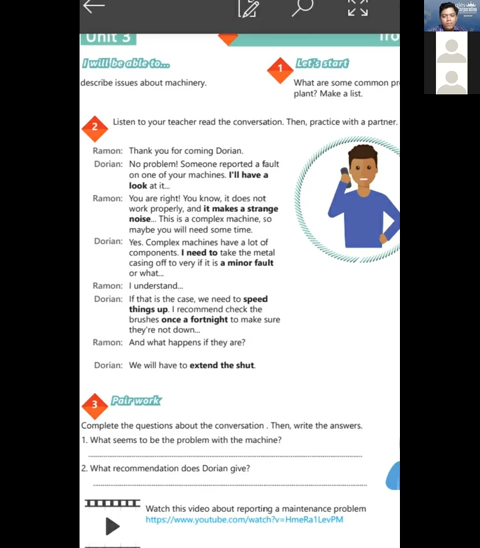 Unit 3
I will be able to...
describe issues about machinery.
1
Let's start
What are some common pr
plant? Make a list.
2
Listen to your teacher read the conversation. Then, practice with a partner.
Ramon: Thank you for coming Dorian.
Dorian: No problem! Someone reported a fault
on one of your machines. I'll have a
look at it...
Ramon: You are right! You know, it does not
work properly, and it makes a strange
noise... This is a complex machine, so
maybe you will need some time.
Dorian: Yes. Complex machines have a lot of
components. I need to take the metal
casing off to very if it is a minor fault
or what...
Ramon: I understand...
Dorian: If that is the case, we need to speed
things up. I recommend check the
brushes once a fortnight to make sure
they're not down...
Ramon: And what happens if they are?
Dorian: We will have to extend the shut.
3
Pair work
Complete the questions about the conversation . Then, write the answers.
1. What seems to be the problem with the machine?
2. What recommendation does Dorian give?
Watch this video about reporting a maintenance problem
https://www.youtube.com/watch?v=HmeRa1LevPM